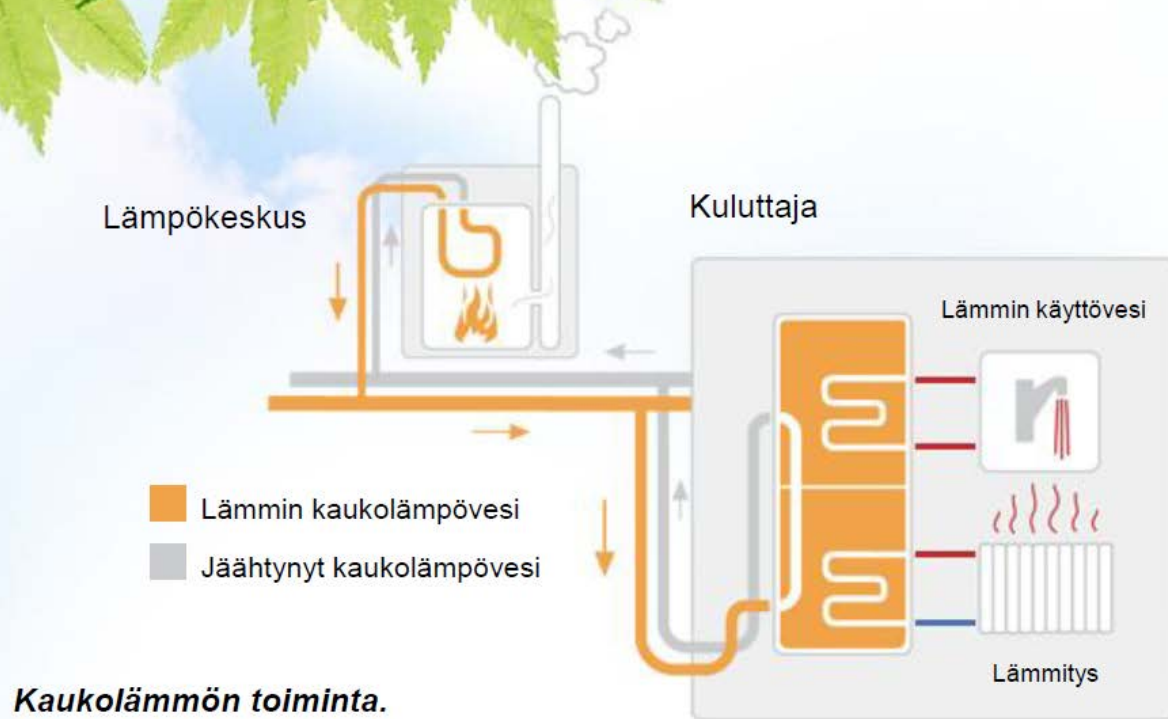 Lämpökeskus
Kuluttaja
Lämmin käyttövesi
Lämmin kaukolämpövesi
Jäähtynyt kaukolämpövesi
Lämmitys
Kaukolämmön toiminta.